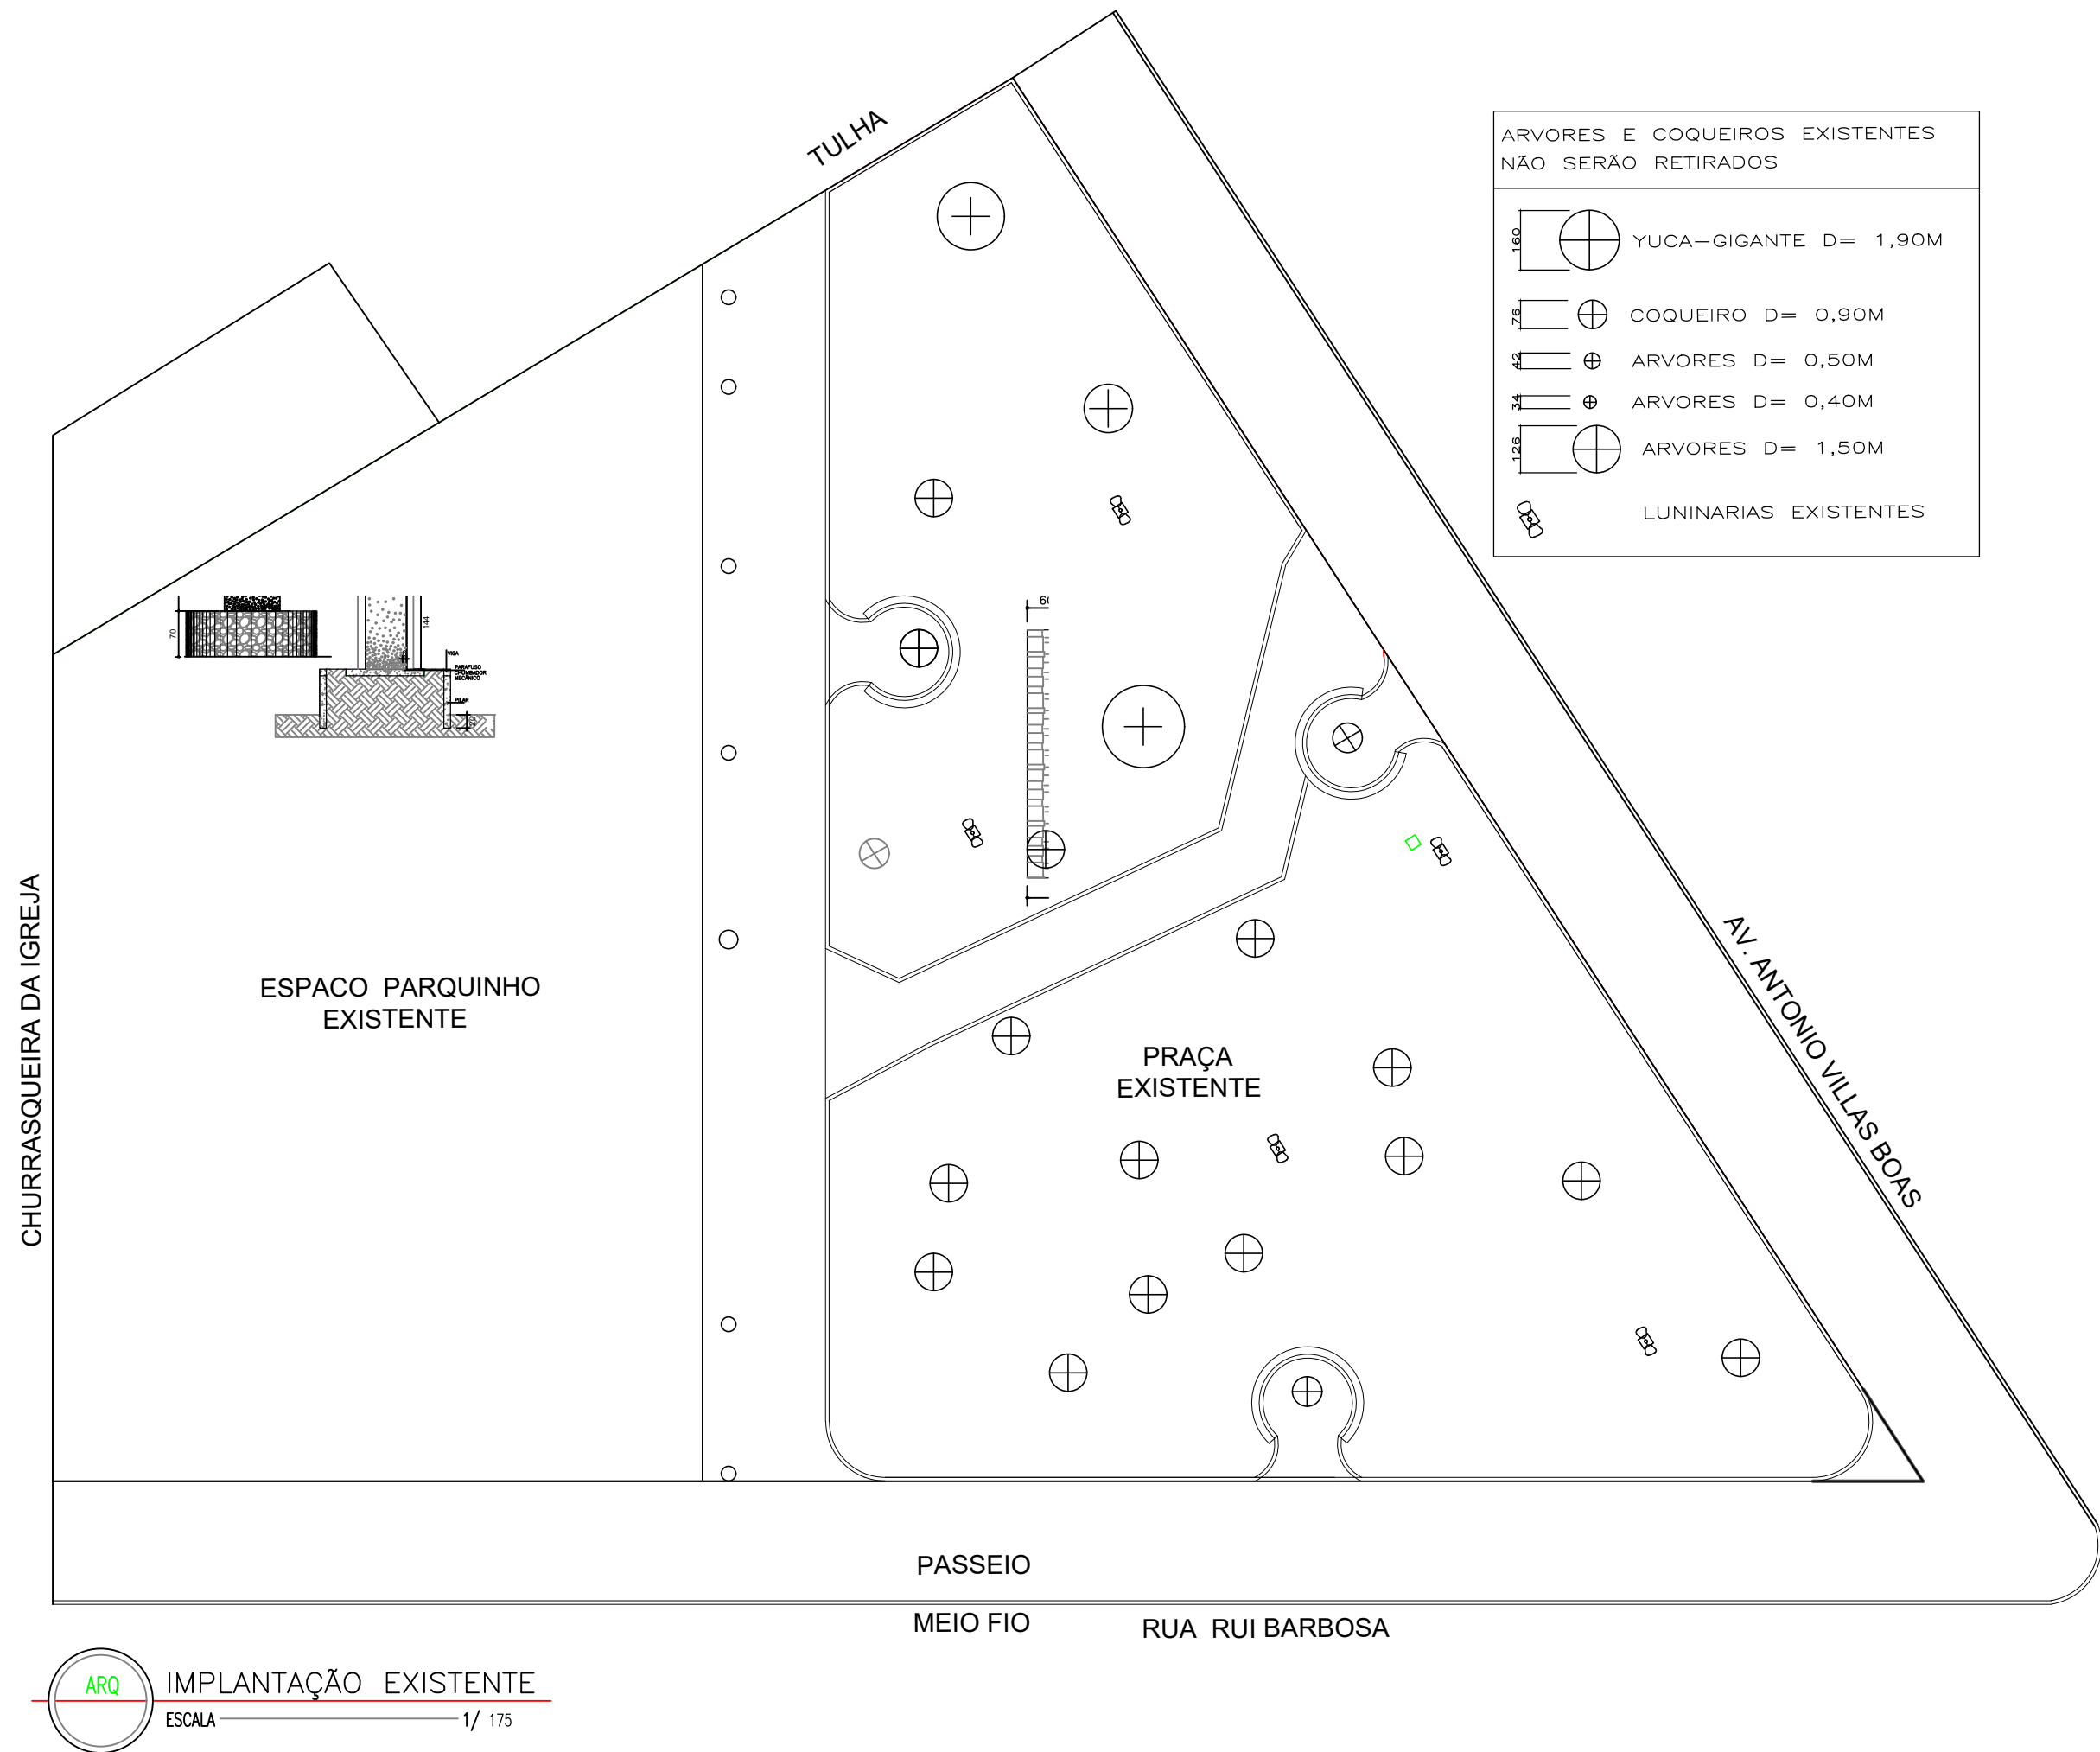 TULHA
ARVORES E COQUEIROS EXISTENTES
NÃO SERÃO RETIRADOS
160
YUCA-GIGANTE D= 1,90M
76
COQUEIRO D= 0,90M
42
ARVORES D= 0,50M
34
ARVORES D= 0,40M
126
ARVORES D= 1,50M
LUNINARIAS EXISTENTES
70
144
VIGA
PARAFUSO
CHUMBADOR
MECÂNICO
PILAR
CHURRASQUEIRA DA IGREJA
ESPACO PARQUINHO
EXISTENTE
PRAÇA
EXISTENTE
AV. ANTONIO VILLAS BOAS
PASSEIO
MEIO FIO
RUA RUI BARBOSA
ARQ
IMPLANTAÇÃO EXISTENTE
ESCALA 1/ 175